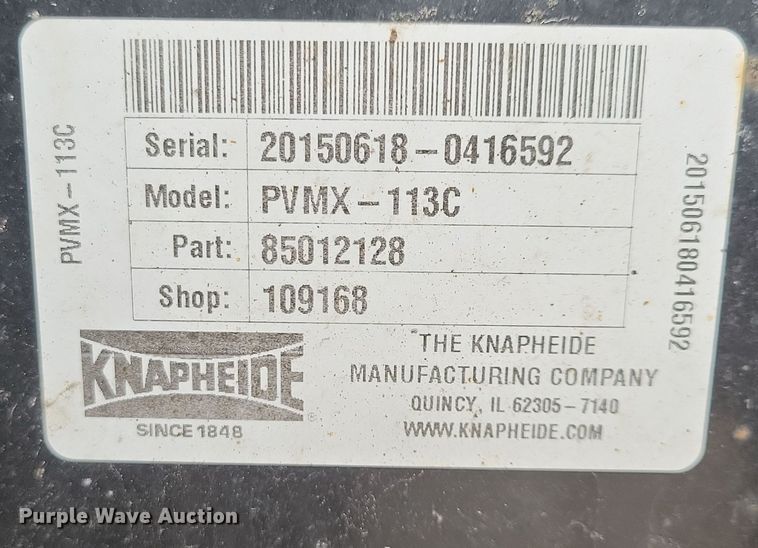 Serial: 20150618-0416592
Model: PVMX-113C
Part: 85012128
Shop: 109168
PVMX-113C
201506180416592
KNAPHEIDE®
SINCE 1848
THE KNAPHEIDE
MANUFACTURING COMPANY
QUINCY, IL 62305-7140
WWW.KNAPHEIDE.COM
Purple Wave Auction